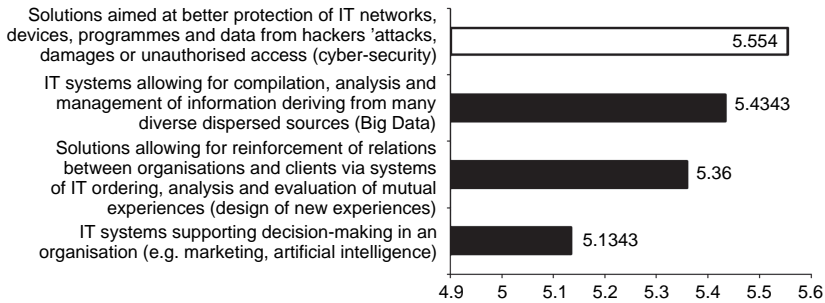 Solutions aimed at better protection of IT networks,
devices, programmes and data from hackers 'attacks,
damages or unauthorised access (cyber-security)
5.554
IT systems allowing for compilation, analysis and
management of information deriving from many
diverse dispersed sources (Big Data)
5.4343
Solutions allowing for reinforcement of relations
between organisations and clients via systems
of IT ordering, analysis and evaluation of mutual
experiences (design of new experiences)
5.36
IT systems supporting decision-making in an
organisation (e.g. marketing, artificial intelligence)
5.1343
4.9 5 5.1 5.2 5.3 5.4 5.5 5.6